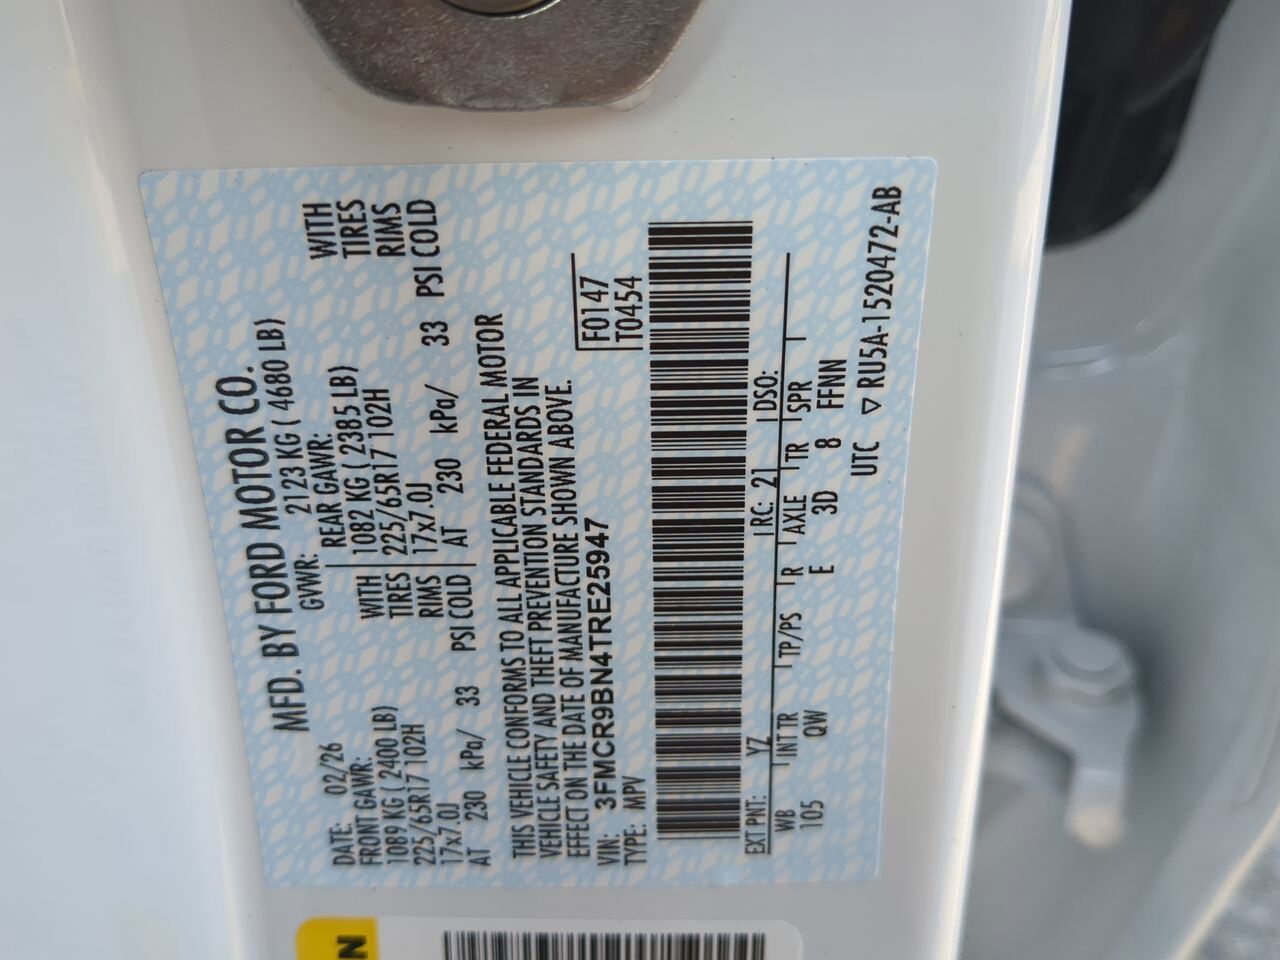 MFD. BY FORD MOTOR CO.
DATE: 02/26 GVWR: 2123 KG ( 4680 LB)
FRONT GAWR: REAR GAWR:
1089 KG ( 2400 LB) WITH 1082 KG ( 2385 LB) WITH
225/65R17 102H TIRES 225/65R17 102H TIRES
17x7.0J RIMS 17x7.0J RIMS
AT 230 kPa/ 33 PSI COLD AT 230 kPa/ 33 PSI COLD
THIS VEHICLE CONFORMS TO ALL APPLICABLE FEDERAL MOTOR
VEHICLE SAFETY AND THEFT PREVENTION STANDARDS IN
EFFECT ON THE DATE OF MANUFACTURE SHOWN ABOVE.
VIN: 3FMCR9BN4TRE25947 F0147
TYPE: MPV T0454
EXT PNT: YZ RC: 21 DSO:
WB INT TR TP/PS R AXLE TR SPR
105 QW E 3D 8 FFNN
UTC ▽ RU5A-1520472-AB
N